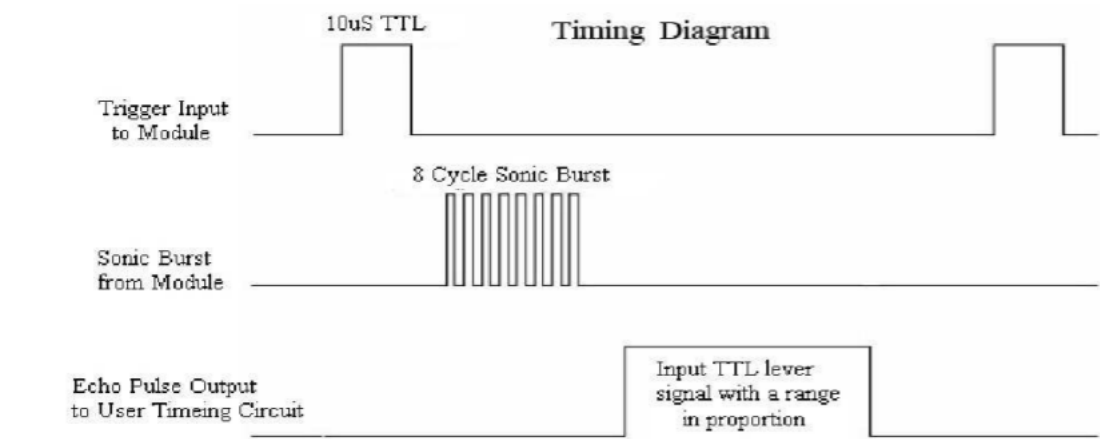 10uS TTL
Timing Diagram
Trigger Input
to Module
8 Cycle Sonic Burst
Sonic Burst
from Module
Echo Pulse Output
to User Timeing Circuit
Input TTL lever
signal with a range
in proportion